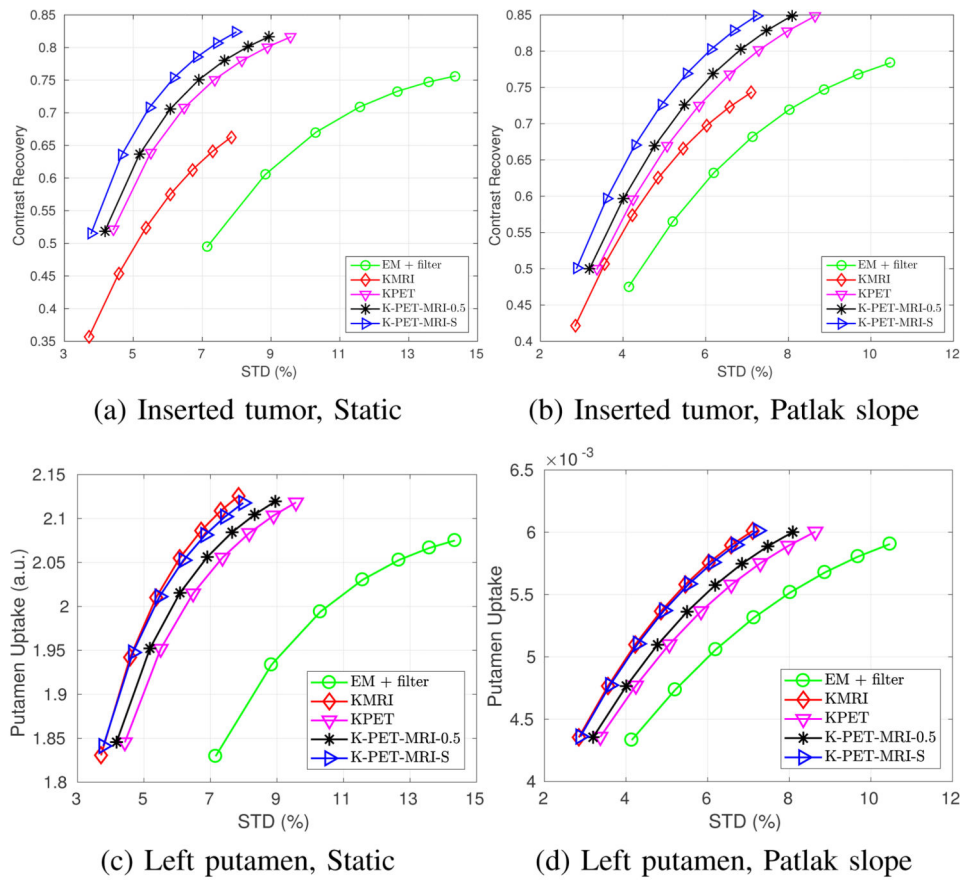 Contrast Recovery
0.85
0.8
0.75
0.7
0.65
0.6
0.55
0.5
0.45
0.4
0.35
EM + filter
KMRI
KPET
K-PET-MRI-0.5
K-PET-MRI-S
3 5 7 9 11 13 15
STD (%)
(a) Inserted tumor, Static
Contrast Recovery
0.85
0.8
0.75
0.7
0.65
0.6
0.55
0.5
0.45
0.4
EM + filter
KMRI
KPET
K-PET-MRI-0.5
K-PET-MRI-S
2 4 6 8 10 12
STD (%)
(b) Inserted tumor, Patlak slope
Putamen Uptake (a.u.)
2.15
2.1
2.05
2
1.95
1.9
1.85
1.8
EM + filter
KMRI
KPET
K-PET-MRI-0.5
K-PET-MRI-S
3 5 7 9 11 13 15
STD (%)
(c) Left putamen, Static
×10⁻³
Putamen Uptake
6.5
6
5.5
5
4.5
4
EM + filter
KMRI
KPET
K-PET-MRI-0.5
K-PET-MRI-S
2 4 6 8 10 12
STD (%)
(d) Left putamen, Patlak slope